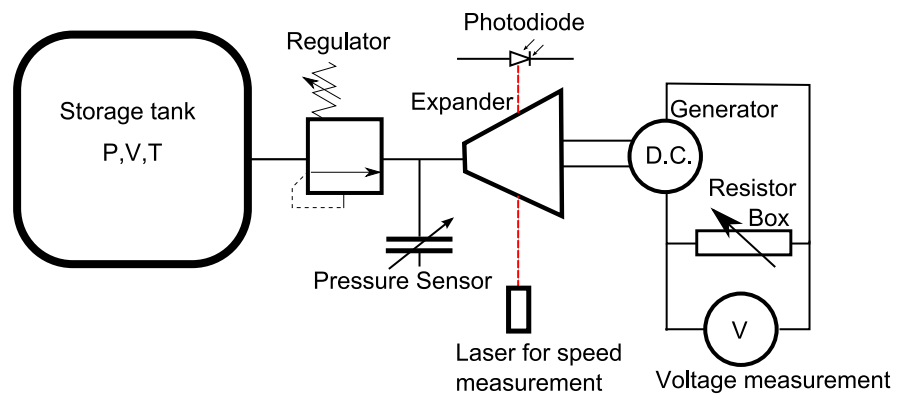 Photodiode
Regulator
Storage tank
P,V,T
Expander
Generator
D.C.
Resistor
Box
Pressure Sensor
V
Laser for speed
measurement
Voltage measurement